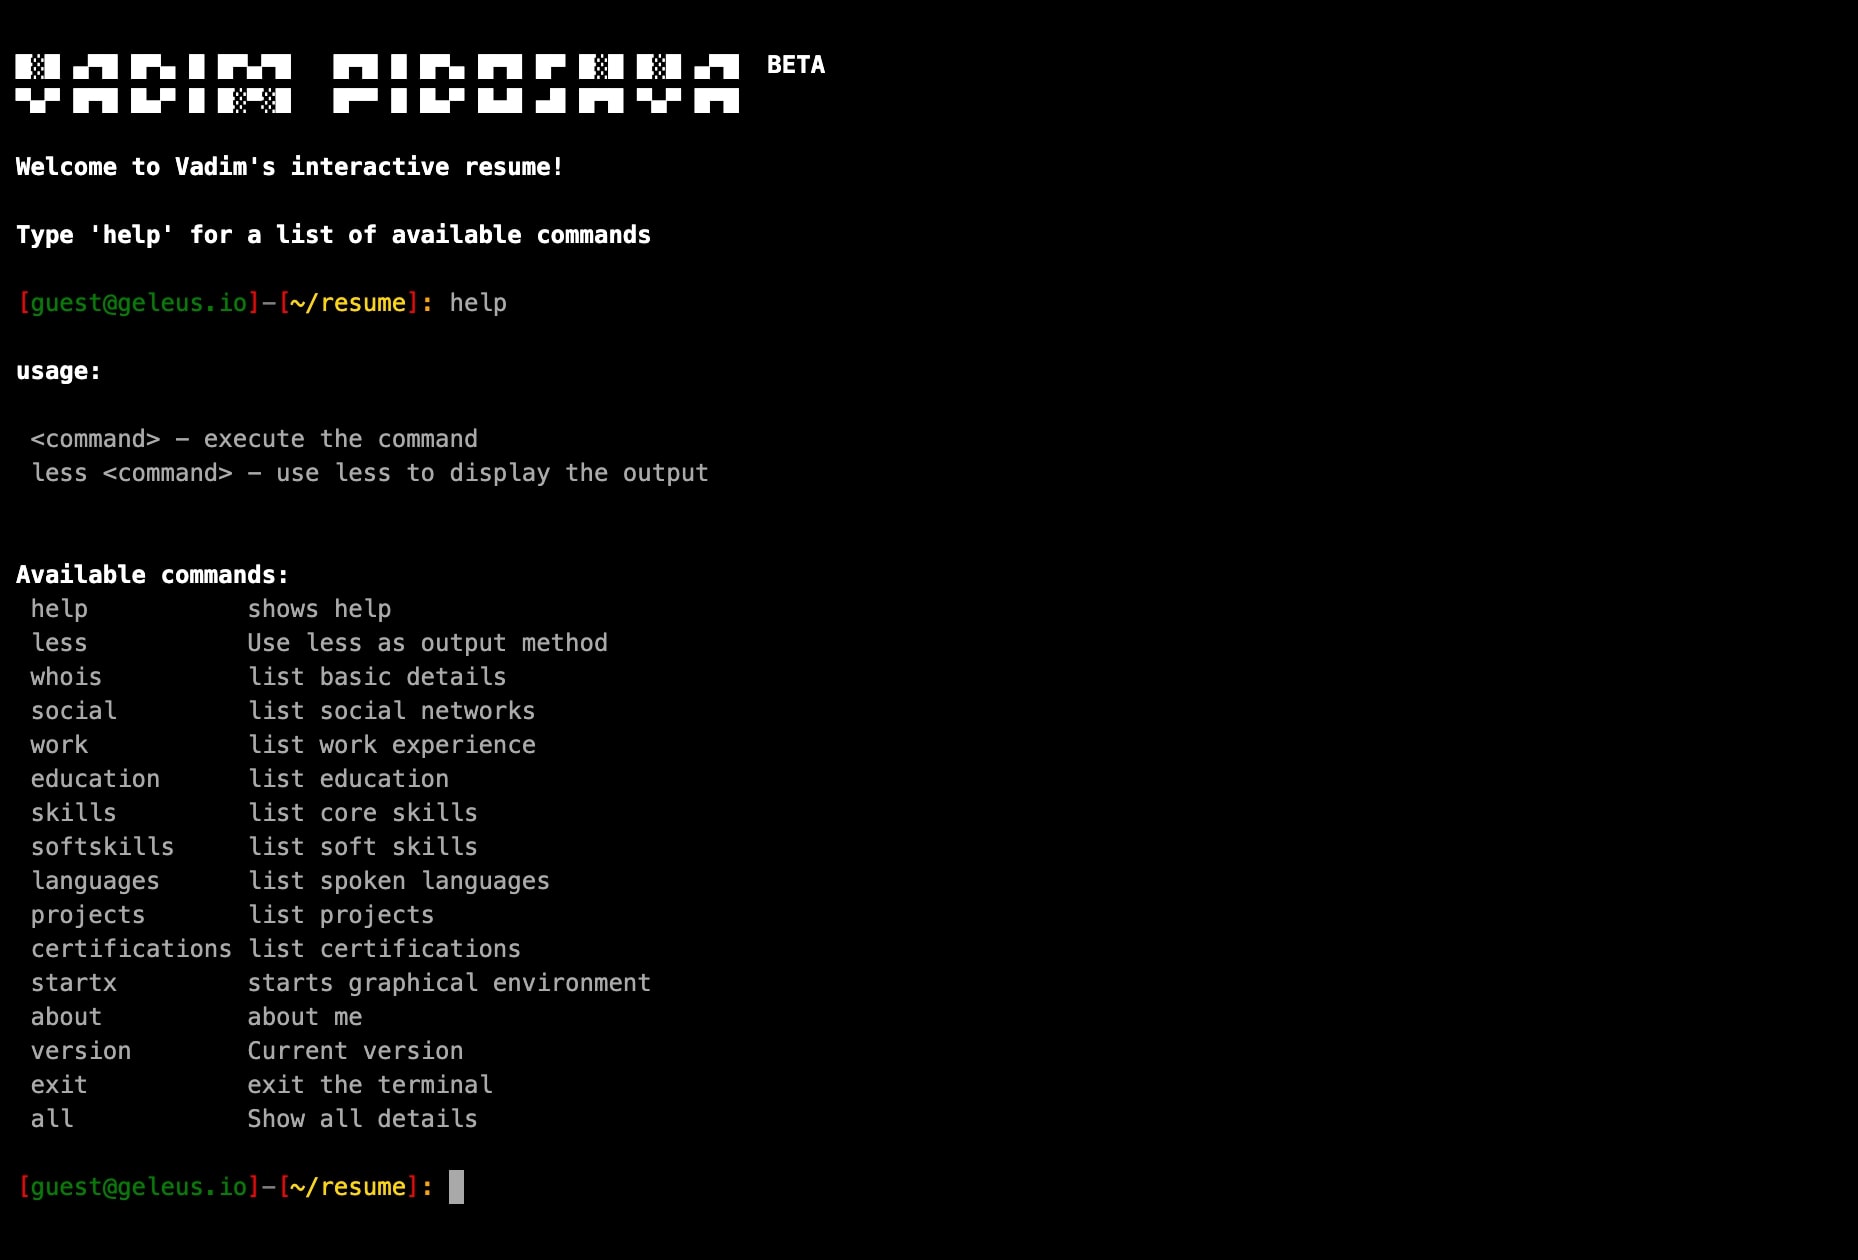 VADIM PIDOSHVA BETA
Welcome to Vadim's interactive resume!
Type 'help' for a list of available commands
[guest@geleus.io]-[~/resume]: help
usage:
<command> - execute the command
less <command> - use less to display the output
Available commands:
help shows help
less Use less as output method
whois list basic details
social list social networks
work list work experience
education list education
skills list core skills
softskills list soft skills
languages list spoken languages
projects list projects
certifications list certifications
startx starts graphical environment
about about me
version Current version
exit exit the terminal
all Show all details
[guest@geleus.io]-[~/resume]: